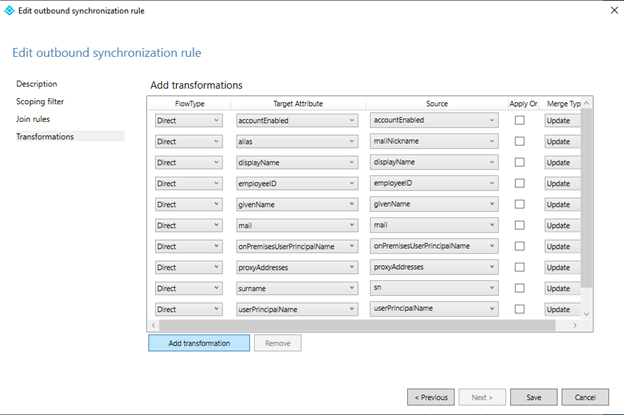 Edit outbound synchronization rule
Edit outbound synchronization rule
Description
Scoping filter
Join rules
Transformations
Add transformations
FlowType Target Attribute Source Apply Or Merge Typ
Direct accountEnabled accountEnabled Update
Direct alias mailNickname Update
Direct displayName displayName Update
Direct employeeID employeeID Update
Direct givenName givenName Update
Direct mail mail Update
Direct onPremisesUserPrincipalName onPremisesUserPrincipalName Update
Direct proxyAddresses proxyAddresses Update
Direct surname sn Update
Direct userPrincipalName userPrincipalName Update
Add transformation Remove
< Previous Next > Save Cancel